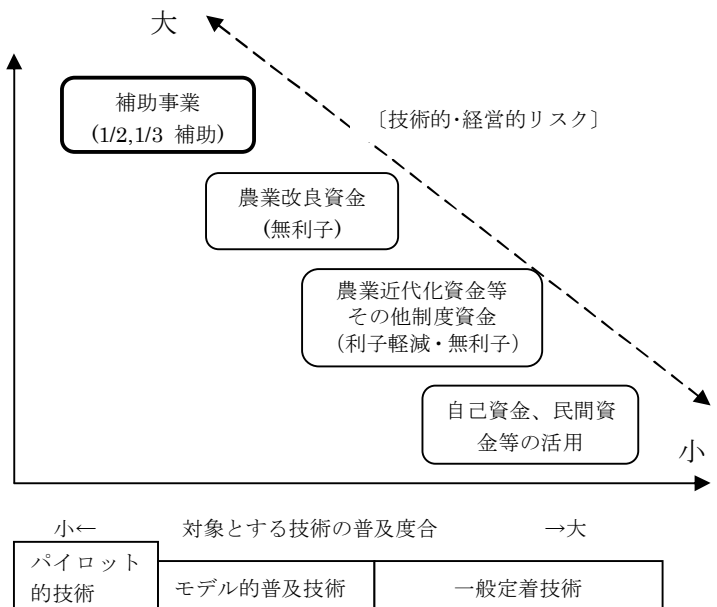 大
補助事業
(1/2,1/3 補助)
〔技術的･経営的リスク〕
農業改良資金
(無利子)
農業近代化資金等
その他制度資金
（利子軽減・無利子）
自己資金、民間資
金等の活用
小
小← 対象とする技術の普及度合 →大
パイロット
的技術
モデル的普及技術
一般定着技術